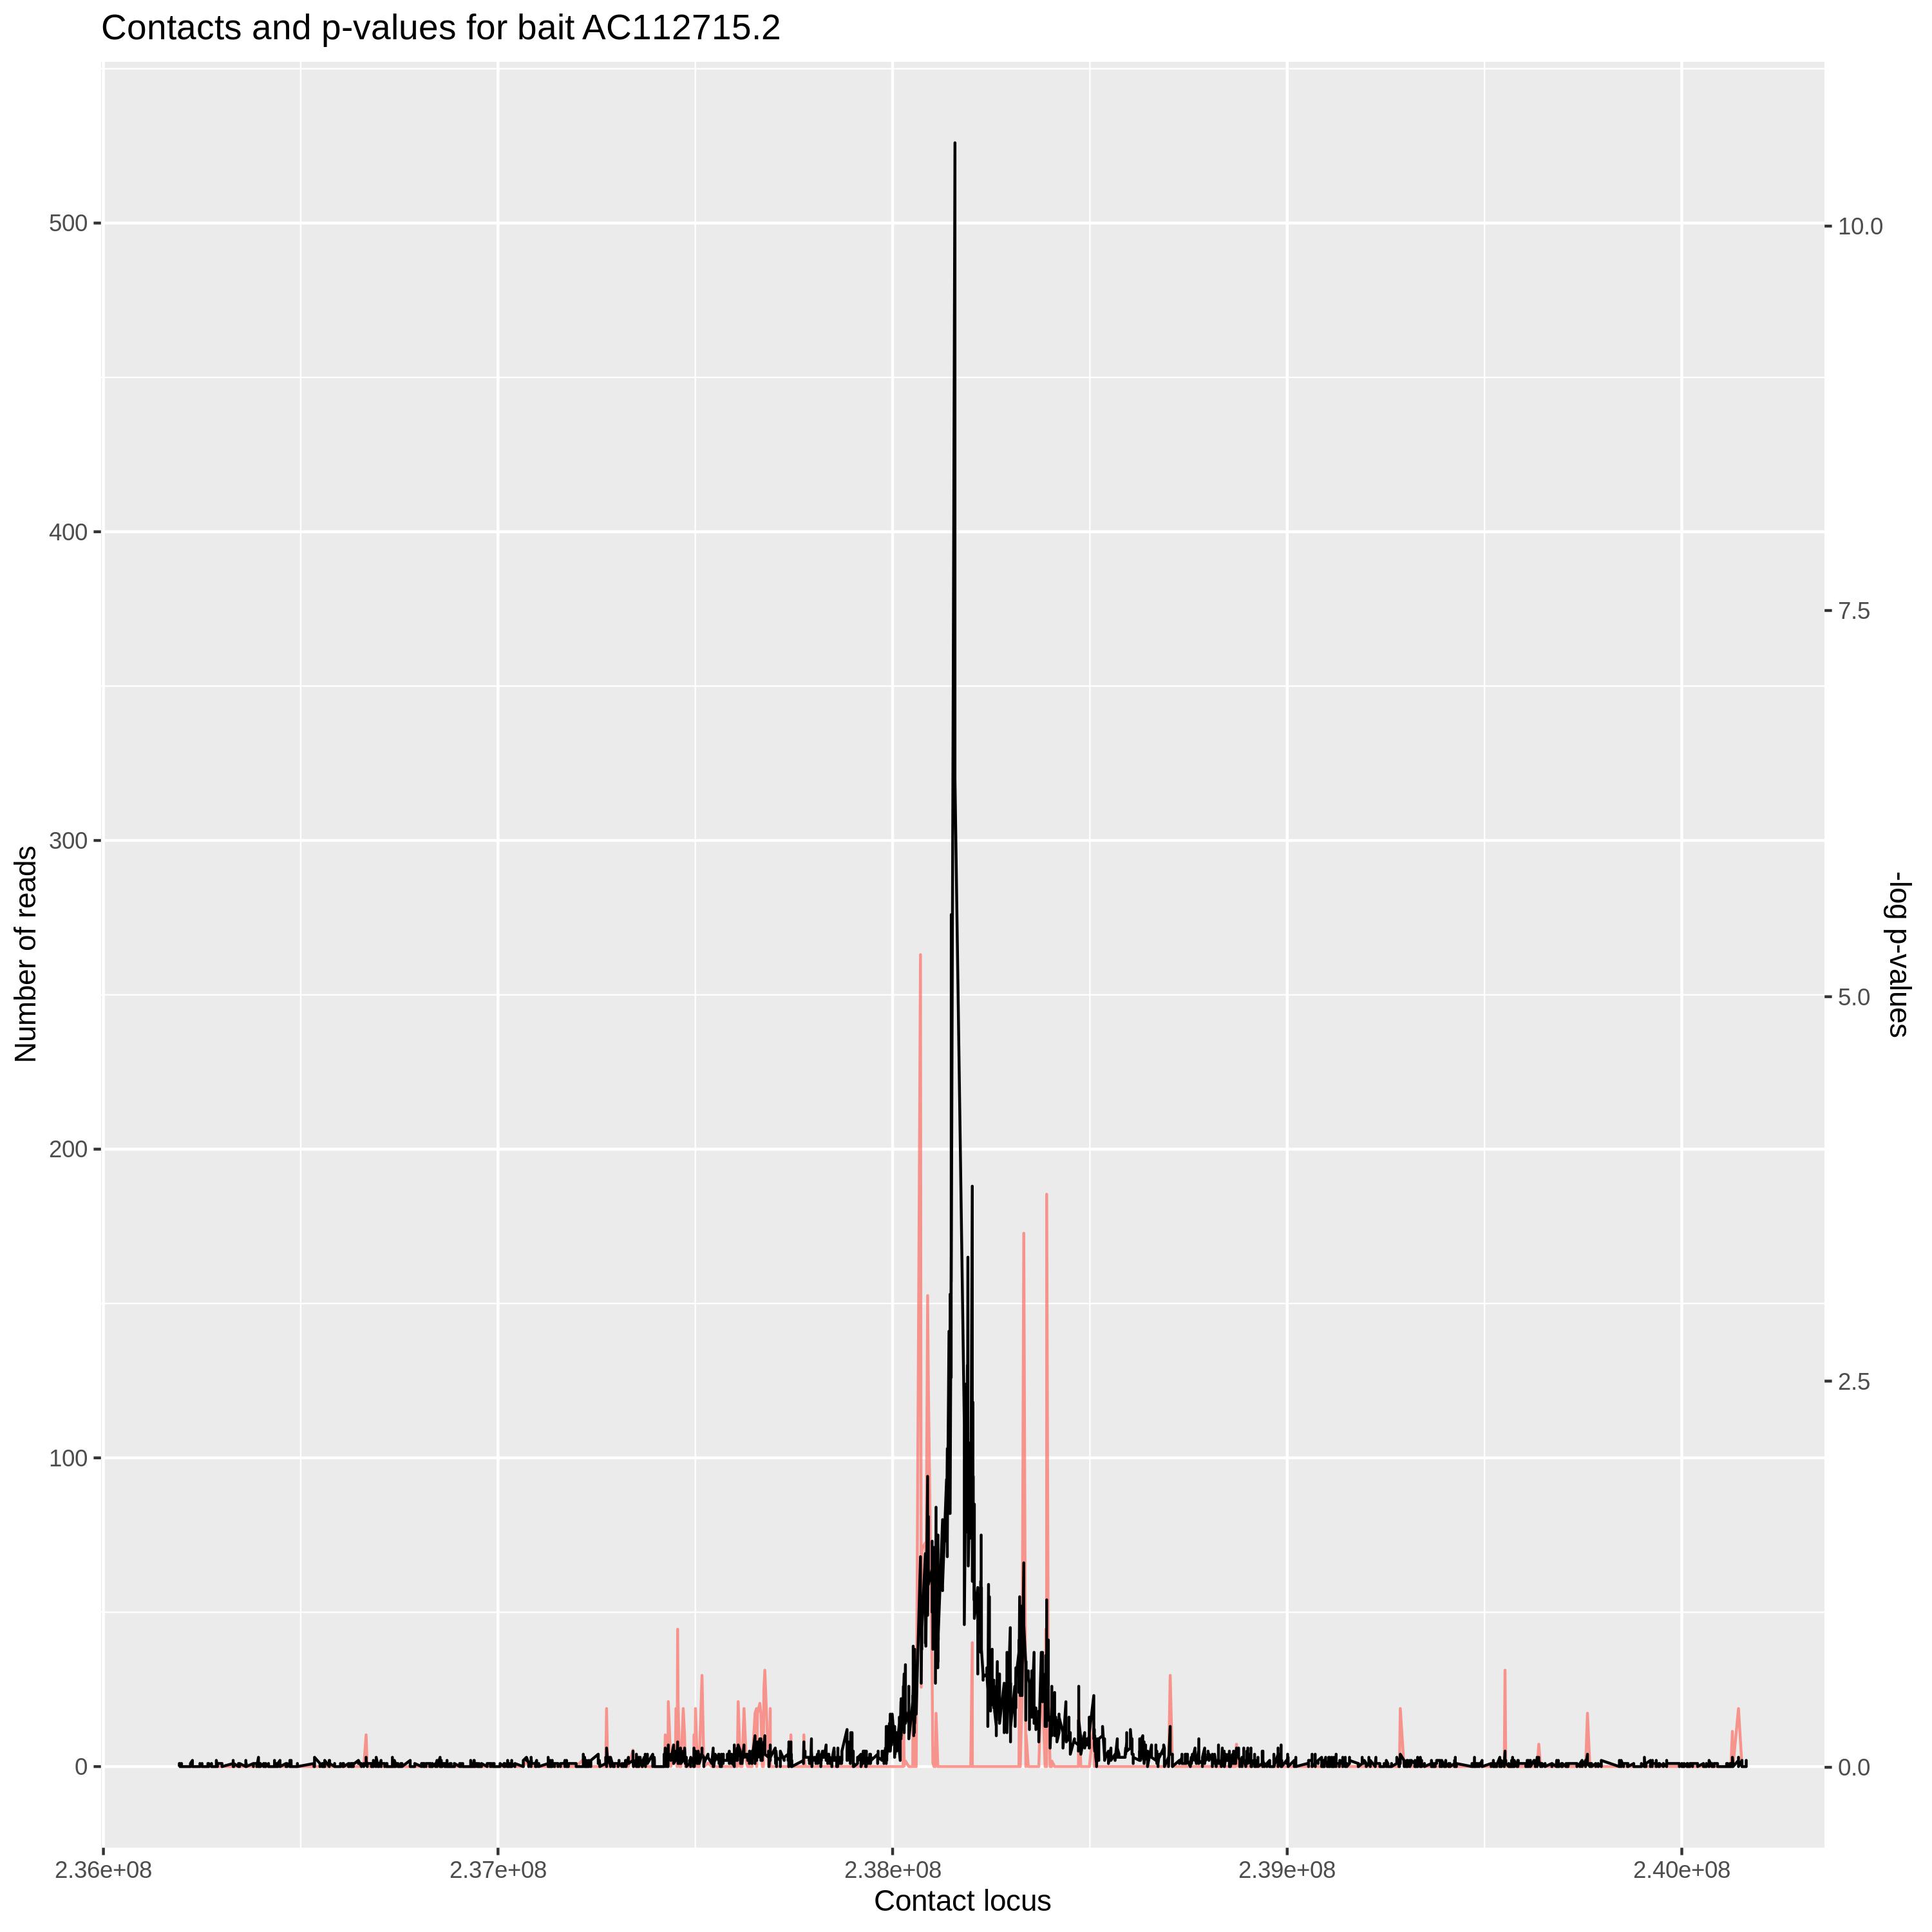 Contacts and p-values for bait AC112715.2
500
400
300
200
100
0
Number of reads
10.0
7.5
5.0
2.5
0.0
-log p-values
2.36e+08
2.37e+08
2.38e+08
2.39e+08
2.40e+08
Contact locus